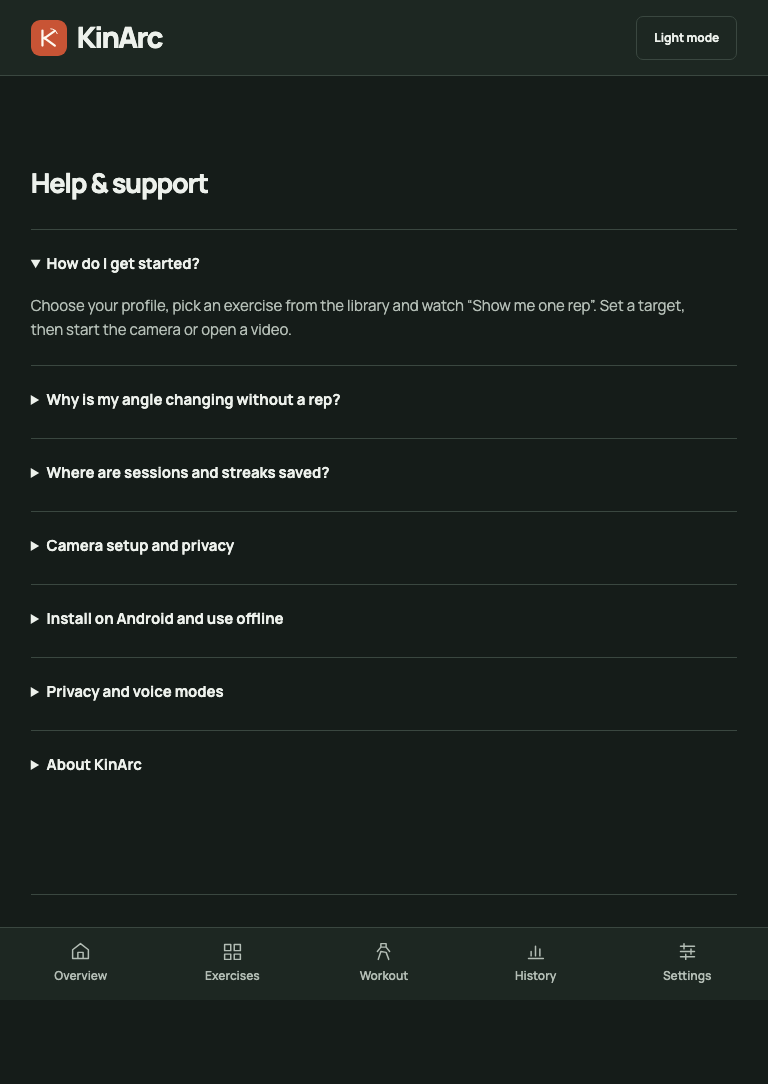 KinArc
Light mode
Help & support
How do I get started?
Choose your profile, pick an exercise from the library and watch “Show me one rep”. Set a target,
then start the camera or open a video.
Why is my angle changing without a rep?
Where are sessions and streaks saved?
Camera setup and privacy
Install on Android and use offline
Privacy and voice modes
About KinArc
Overview
Exercises
Workout
History
Settings